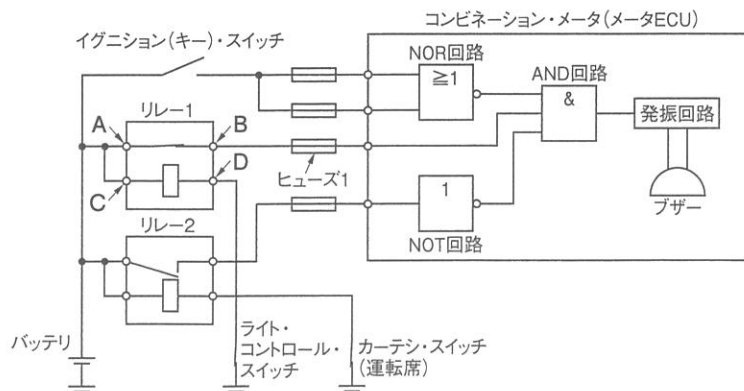 コンビネーション・メータ(メータECU)
イグニション(キー)・スイッチ
NOR回路
≧1
AND回路
&
発振回路
ブザー
リレー1
A
B
C
D
ヒューズ1
1
NOT回路
リレー2
バッテリ
ライト・
コントロール・
スイッチ
カーテシ・スイッチ
(運転席)